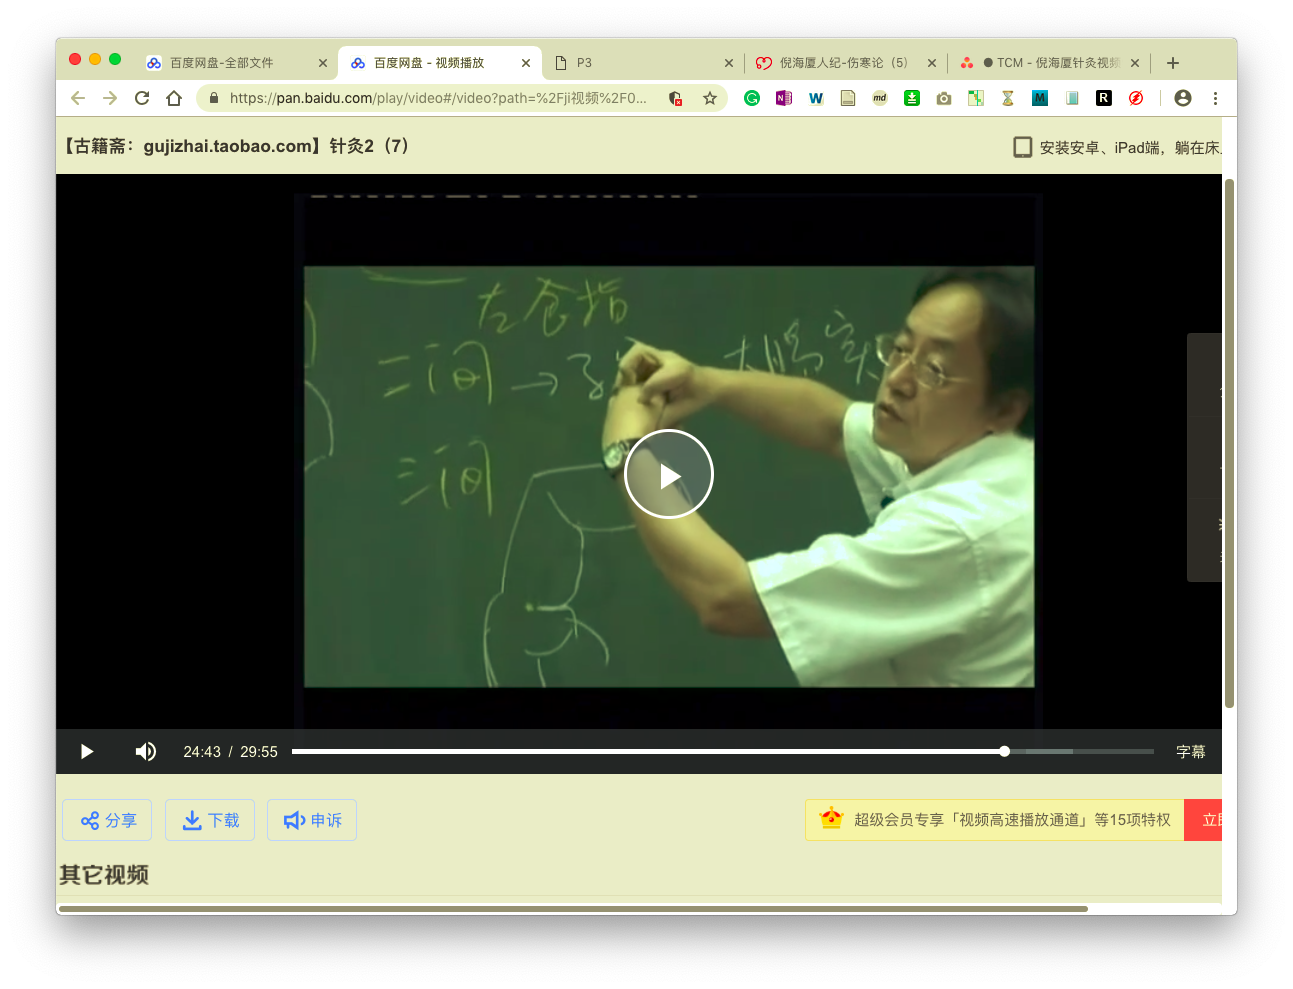 百度网盘-全部文件
百度网盘 - 视频播放
P3
倪海厦人纪-伤寒论（5）
TCM - 倪海厦针灸视频
https://pan.baidu.com/play/video#/video?path=%2Fji视频%2F0...
【古籍斋：gujizhai.taobao.com】针灸2（7）
安装安卓、iPad端，躺在床
左食指
二间 →
大肠实
三间
24:43 / 29:55
字幕
分享
下载
申诉
超级会员专享「视频高速播放通道」等15项特权
立即
其它视频